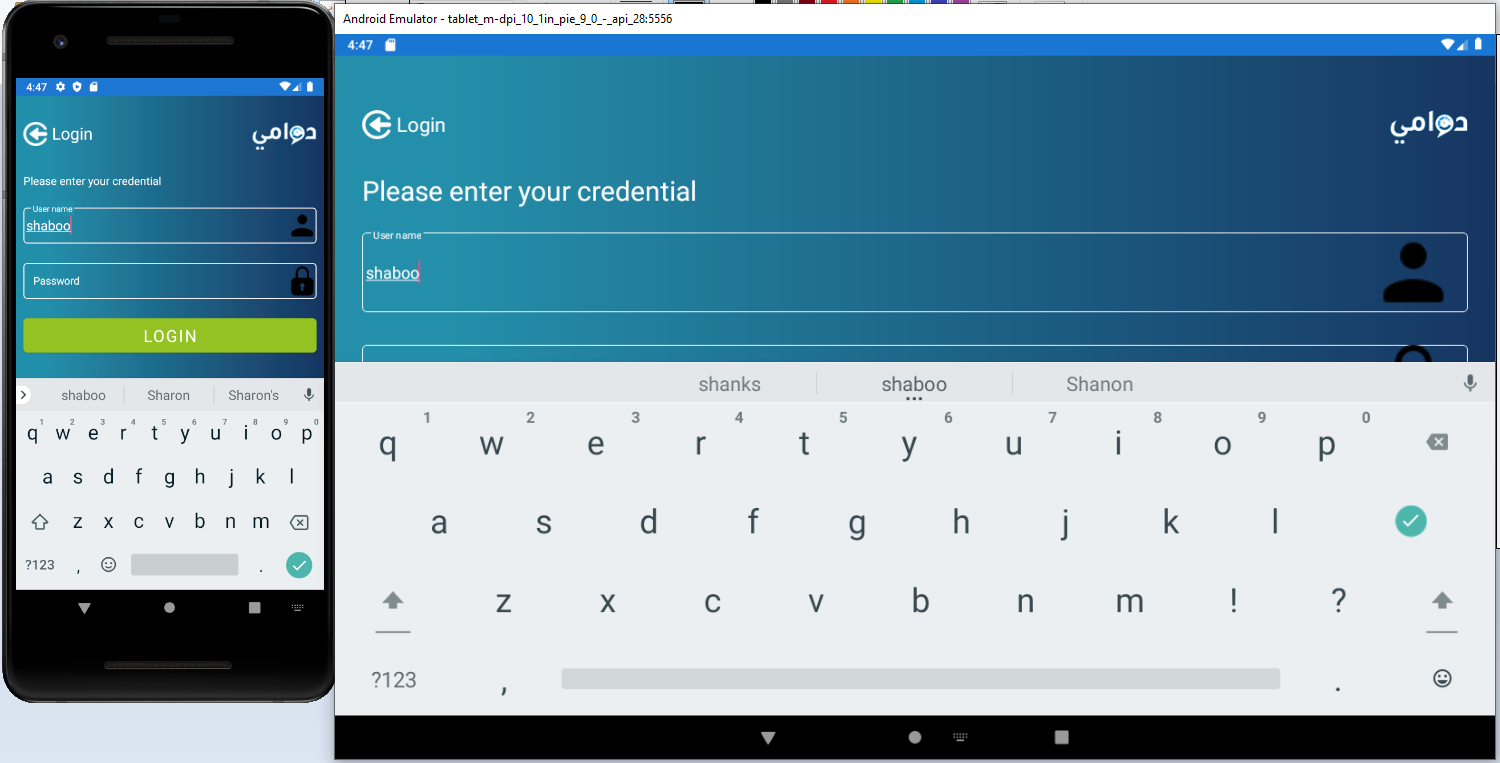 Android Emulator - tablet_m-dpi_10_1in_pie_9_0_-_api_28:5556
4:47
Login
دوامي
Please enter your credential
User name
shaboo
Password
LOGIN
shaboo Sharon Sharon's
1 2 3 4 5 6 7 8 9 0
q w e r t y u i o p
a s d f g h j k l
z x c v b n m
?123 , .
4:47
Login
دوامي
Please enter your credential
User name
shaboo
shanks shaboo Shanon
1 2 3 4 5 6 7 8 9 0
q w e r t y u i o p
a s d f g h j k l
z x c v b n m ! ?
?123 , .